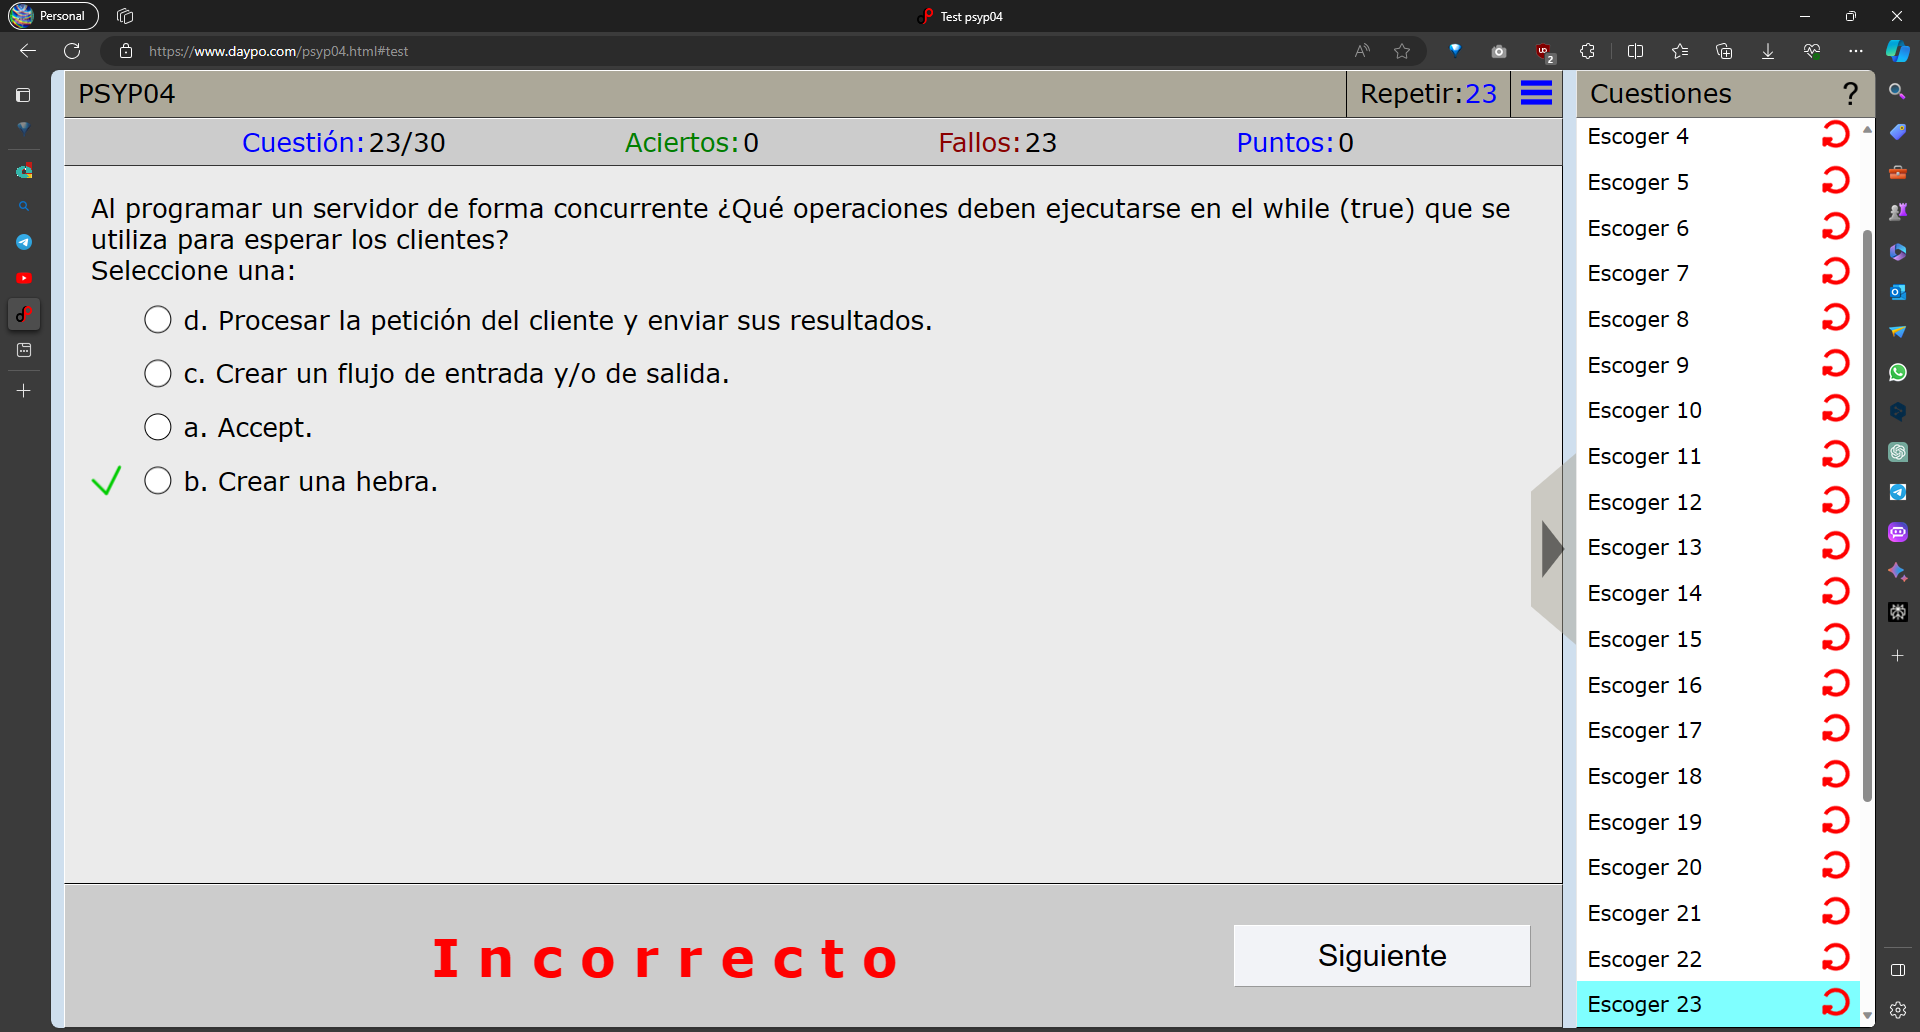 Personal
Test psyp04
https://www.daypo.com/psyp04.html#test
2
PSYP04
Repetir:23
Cuestiones
?
Cuestión: 23/30
Aciertos: 0
Fallos: 23
Puntos: 0
Al programar un servidor de forma concurrente ¿Qué operaciones deben ejecutarse en el while (true) que se
utiliza para esperar los clientes?
Seleccione una:
d. Procesar la petición del cliente y enviar sus resultados.
c. Crear un flujo de entrada y/o de salida.
a. Accept.
b. Crear una hebra.
Incorrecto
Siguiente
Escoger 4
Escoger 5
Escoger 6
Escoger 7
Escoger 8
Escoger 9
Escoger 10
Escoger 11
Escoger 12
Escoger 13
Escoger 14
Escoger 15
Escoger 16
Escoger 17
Escoger 18
Escoger 19
Escoger 20
Escoger 21
Escoger 22
Escoger 23